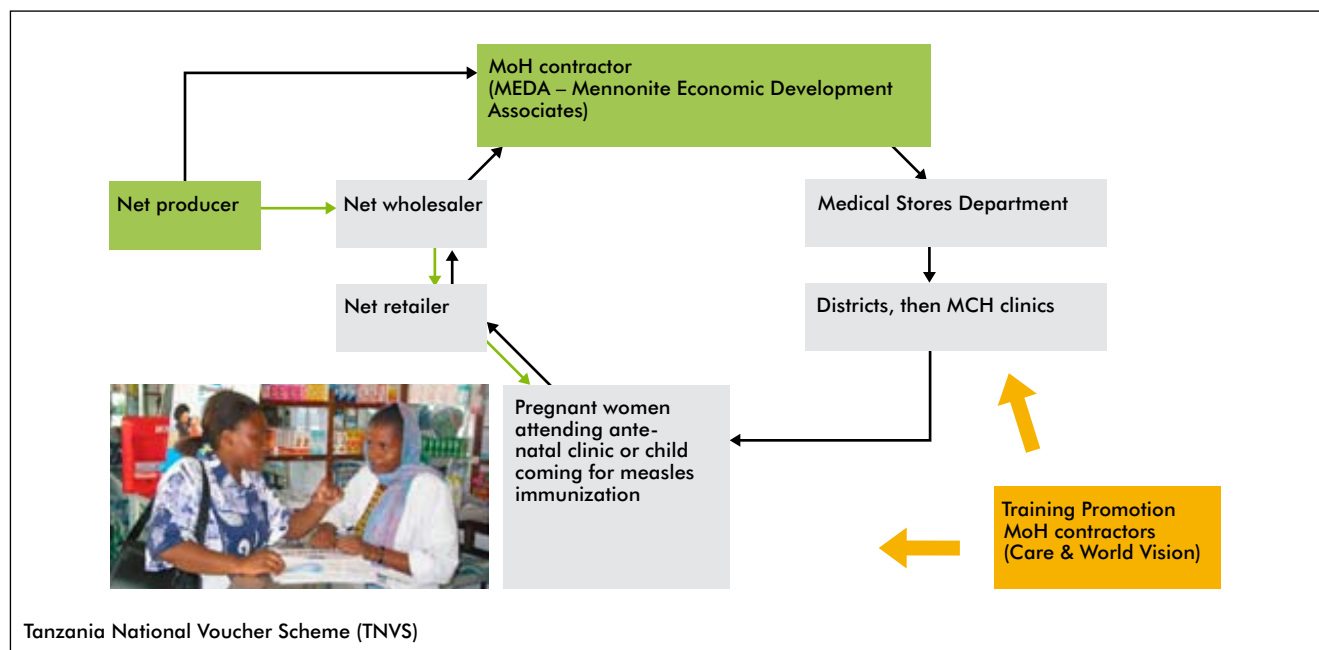 MoH contractor
(MEDA – Mennonite Economic Development
Associates)
Net producer
Net wholesaler
Medical Stores Department
Net retailer
Districts, then MCH clinics
Pregnant women
attending ante-
natal clinic or child
coming for measles
immunization
Training Promotion
MoH contractors
(Care & World Vision)
Tanzania National Voucher Scheme (TNVS)